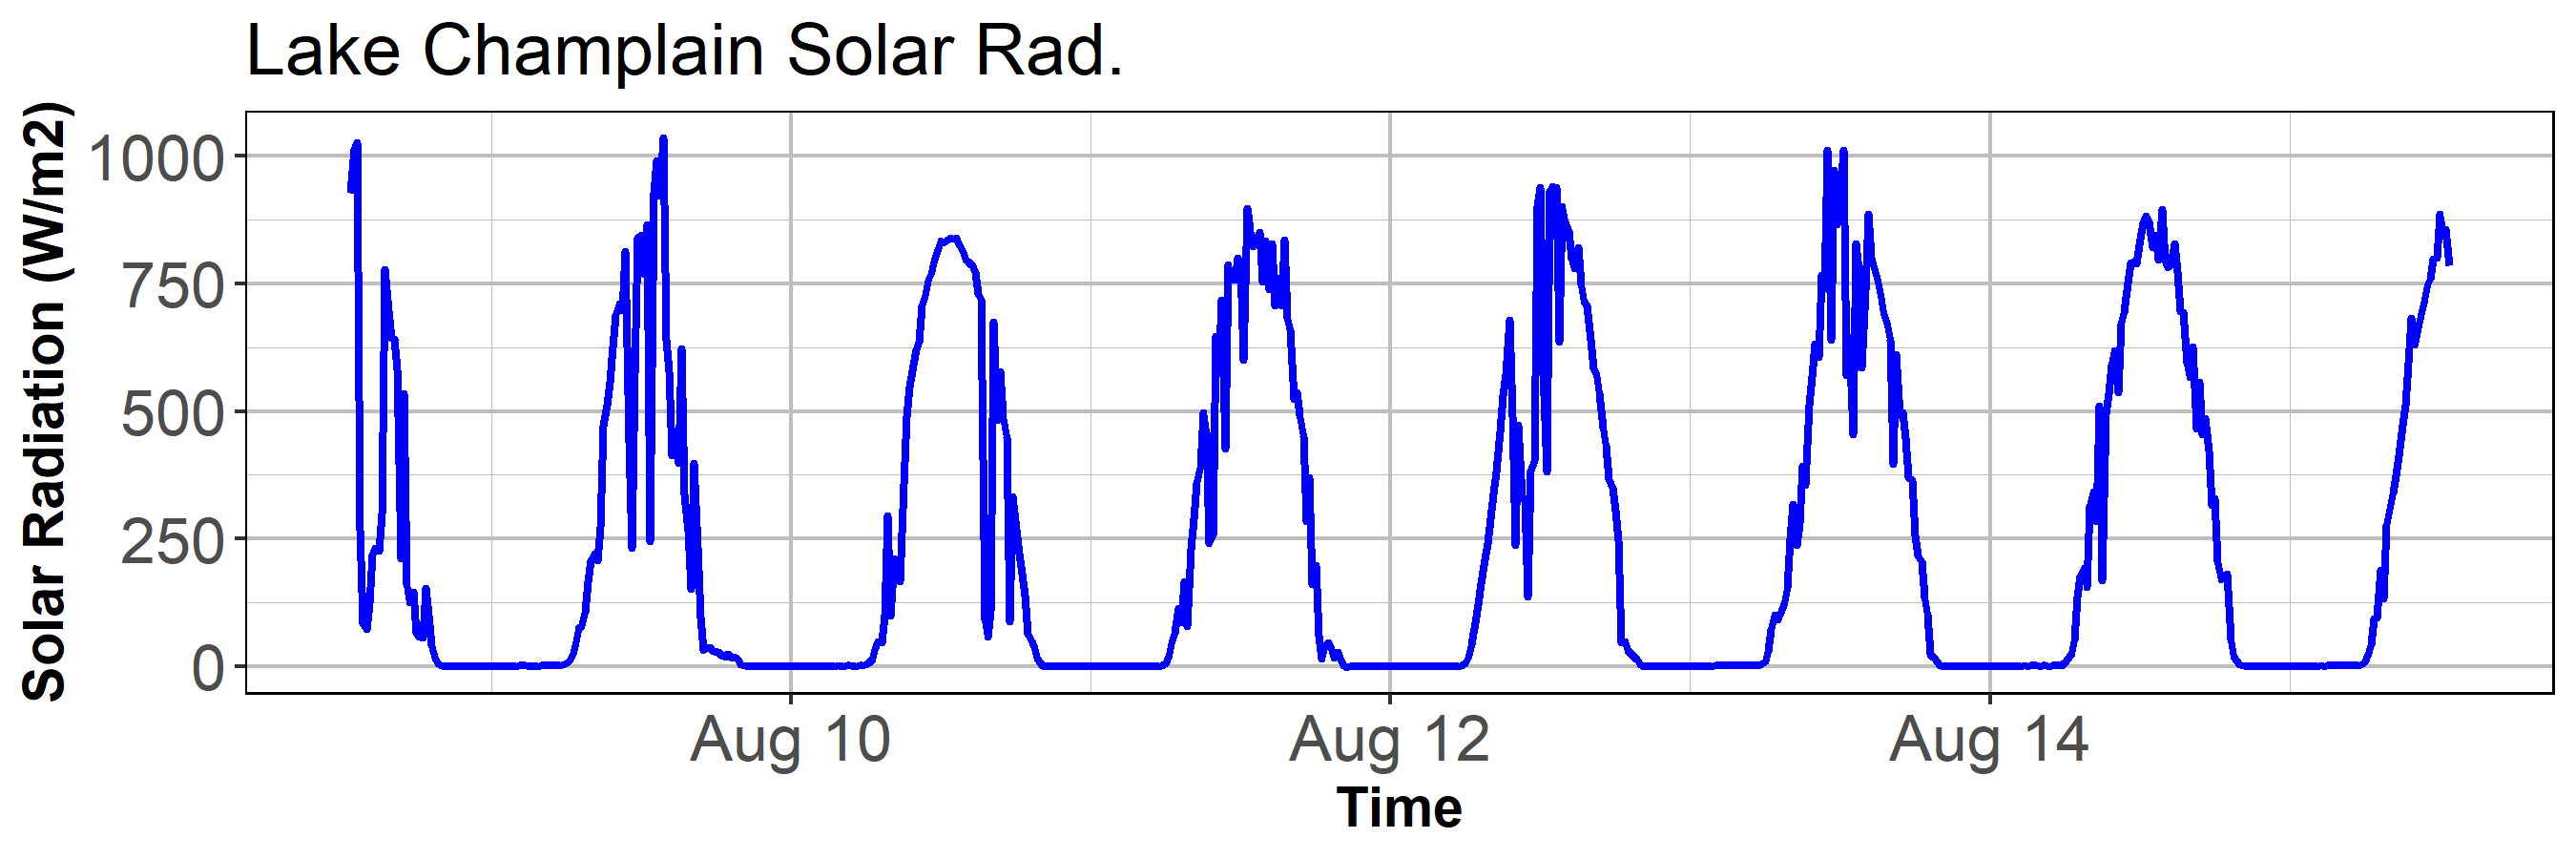 Lake Champlain Solar Rad.
Solar Radiation (W/m2)
1000
750
500
250
0
Aug 10
Aug 12
Aug 14
Time